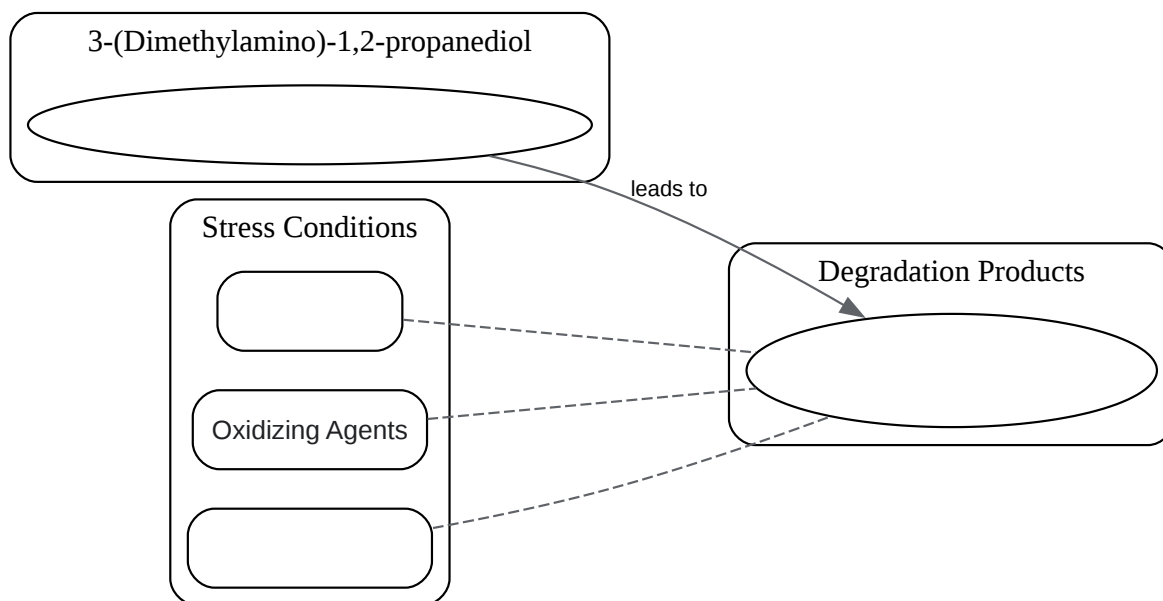 3-(Dimethylamino)-1,2-propanediol
leads to
Stress Conditions
Degradation Products
Oxidizing Agents